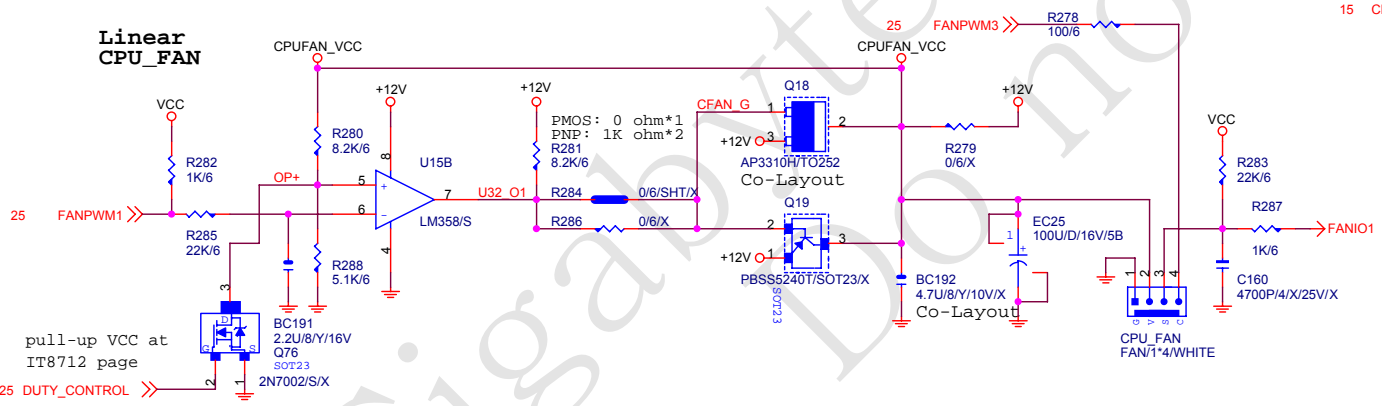 Linear
CPU_FAN
CPUFAN_VCC
25 FANPWM3
R278
100/6
15
CPUFAN_VCC
VCC
+12V
+12V
PMOS: 0 ohm*1
PNP: 1K ohm*2
CFAN_G
Q18
1
2
+12V 3
AP3310H/TO252
Co-Layout
+12V
R279
0/6/X
VCC
R282
1K/6
R280
8.2K/6
8
U15B
R281
8.2K/6
R283
22K/6
OP+
5
+
7
U32_O1
R284
0/6/SHT/X
25 FANPWM1
6
-
LM358/S
R286
0/6/X
Q19
2
3
+12V 1
PBSS5240T/SOT23/X
SOT23
R285
22K/6
4
R288
5.1K/6
EC25
100U/D/16V/5B
1
+
R287
1K/6
FANIO1
BC192
4.7U/8/Y/10V/X
Co-Layout
C160
4700P/4/X/25V/X
1
2
3
4
G
V
S
C
CPU_FAN
FAN/1*4/WHITE
3
D
G
S
BC191
2.2U/8/Y/16V
Q76
SOT23
2N7002/S/X
2
1
pull-up VCC at
IT8712 page
25 DUTY_CONTROL
Gigabyte
Do